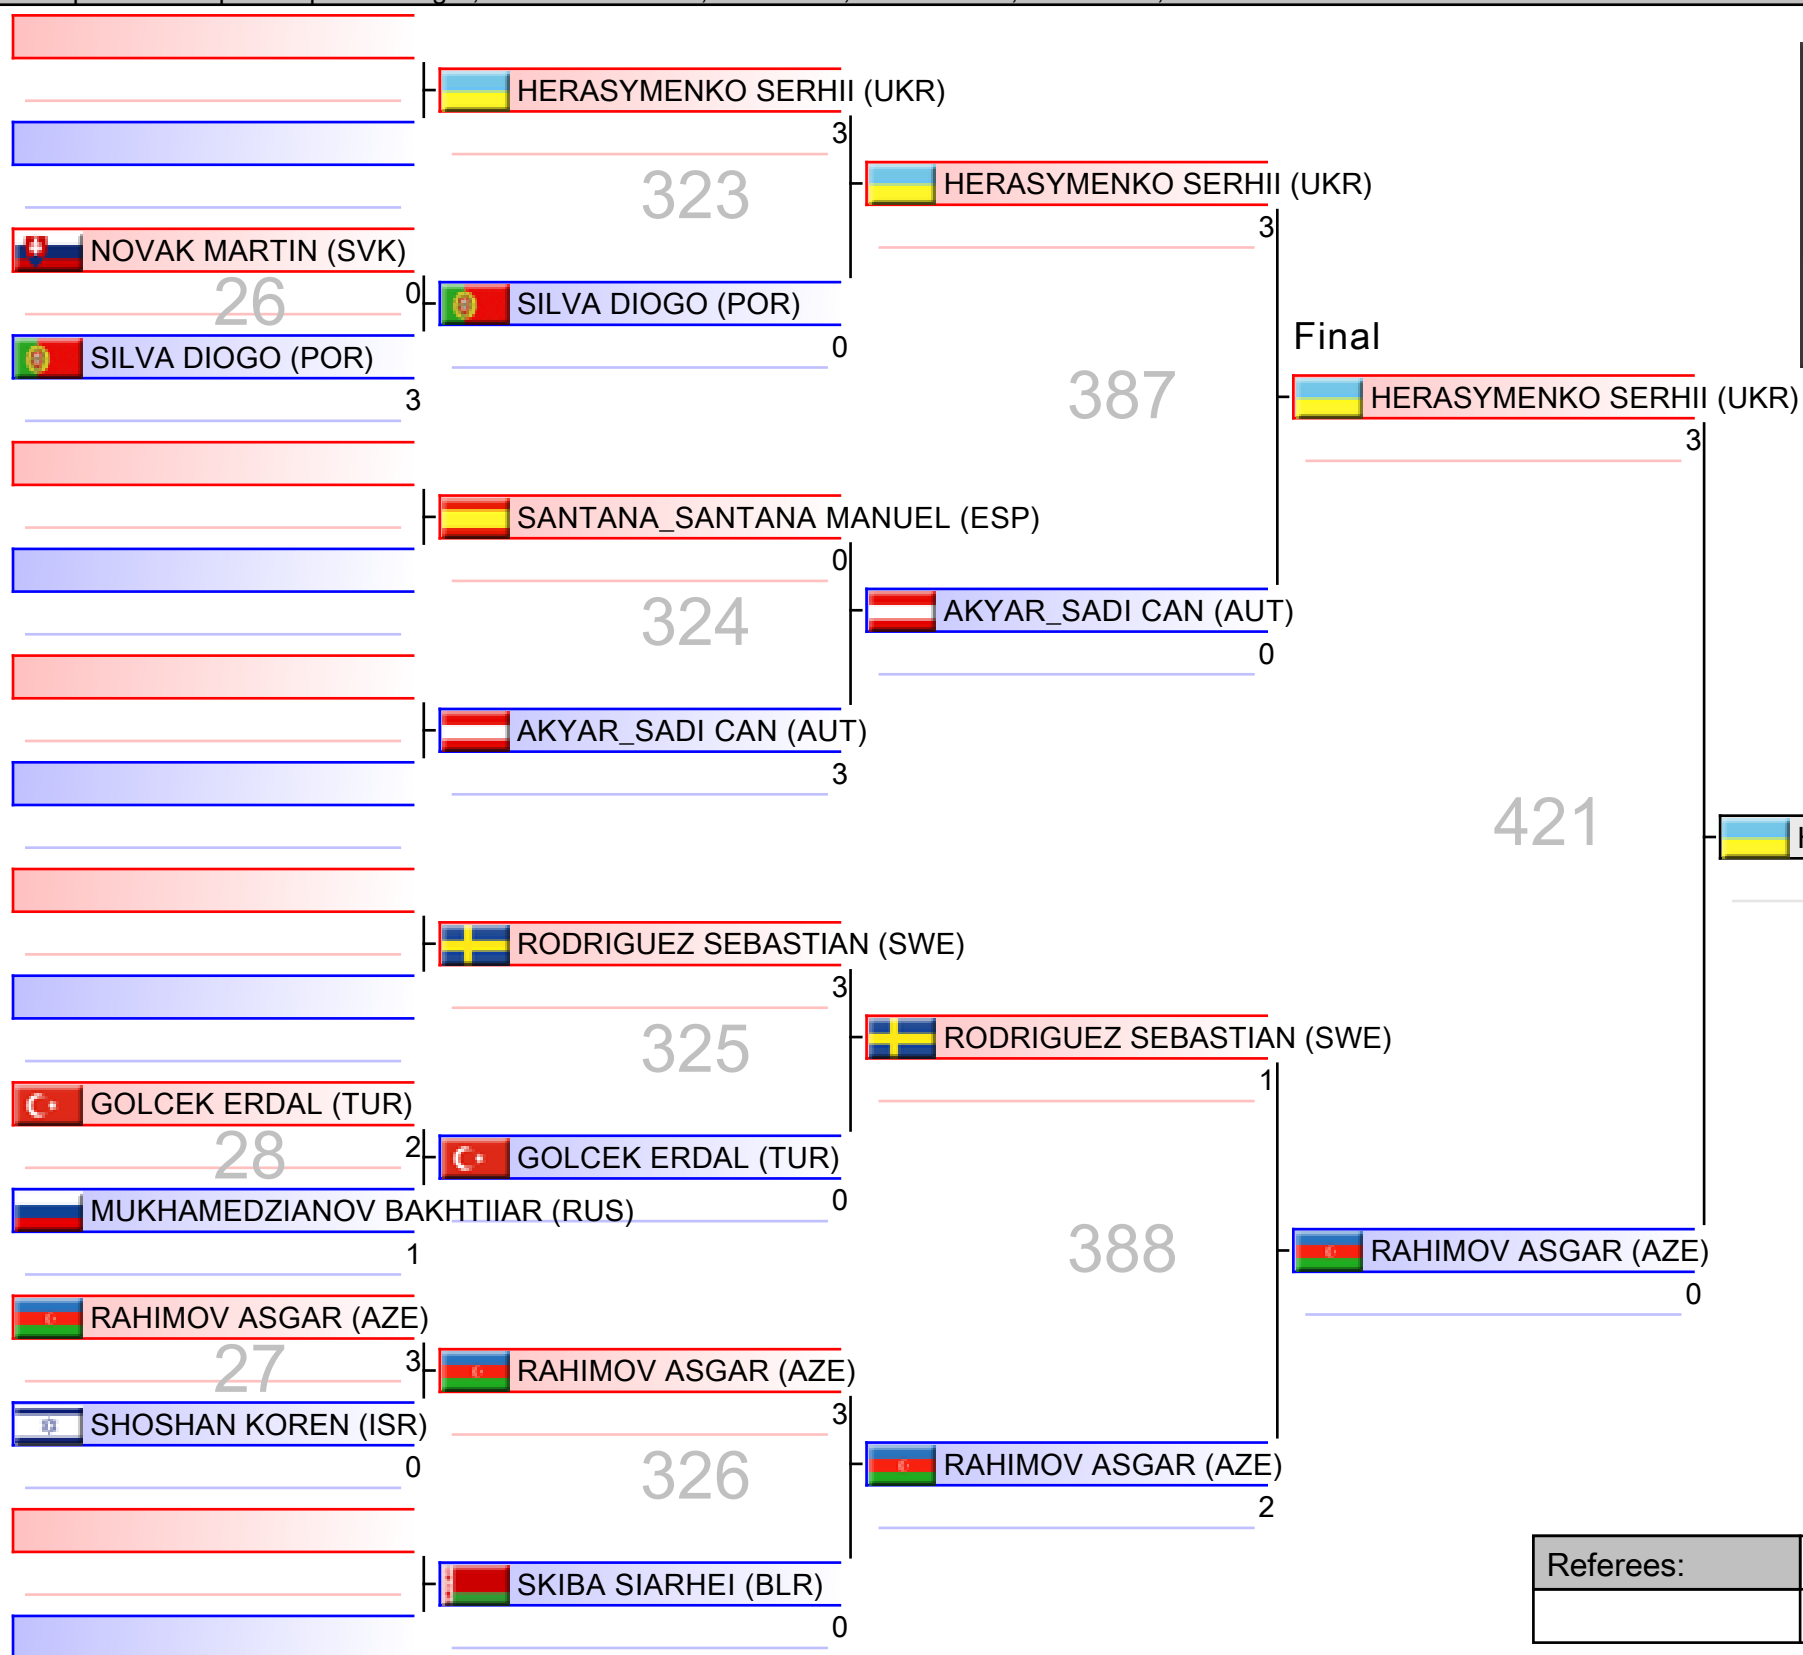 HERASYMENKO SERHII (UKR)
3
323
HERASYMENKO SERHII (UKR)
3
NOVAK MARTIN (SVK)
0
26
SILVA DIOGO (POR)
0
SILVA DIOGO (POR)
3
Final
387
HERASYMENKO SERHII (UKR)
3
SANTANA_SANTANA MANUEL (ESP)
0
324
AKYAR_SADI CAN (AUT)
0
AKYAR_SADI CAN (AUT)
3
421
RODRIGUEZ SEBASTIAN (SWE)
3
325
RODRIGUEZ SEBASTIAN (SWE)
1
GOLCEK ERDAL (TUR)
2
28
GOLCEK ERDAL (TUR)
0
MUKHAMEDZIANOV BAKHTIIAR (RUS)
1
388
RAHIMOV ASGAR (AZE)
0
RAHIMOV ASGAR (AZE)
3
27
RAHIMOV ASGAR (AZE)
3
SHOSHAN KOREN (ISR)
0
326
RAHIMOV ASGAR (AZE)
2
SKIBA SIARHEI (BLR)
0
Referees: